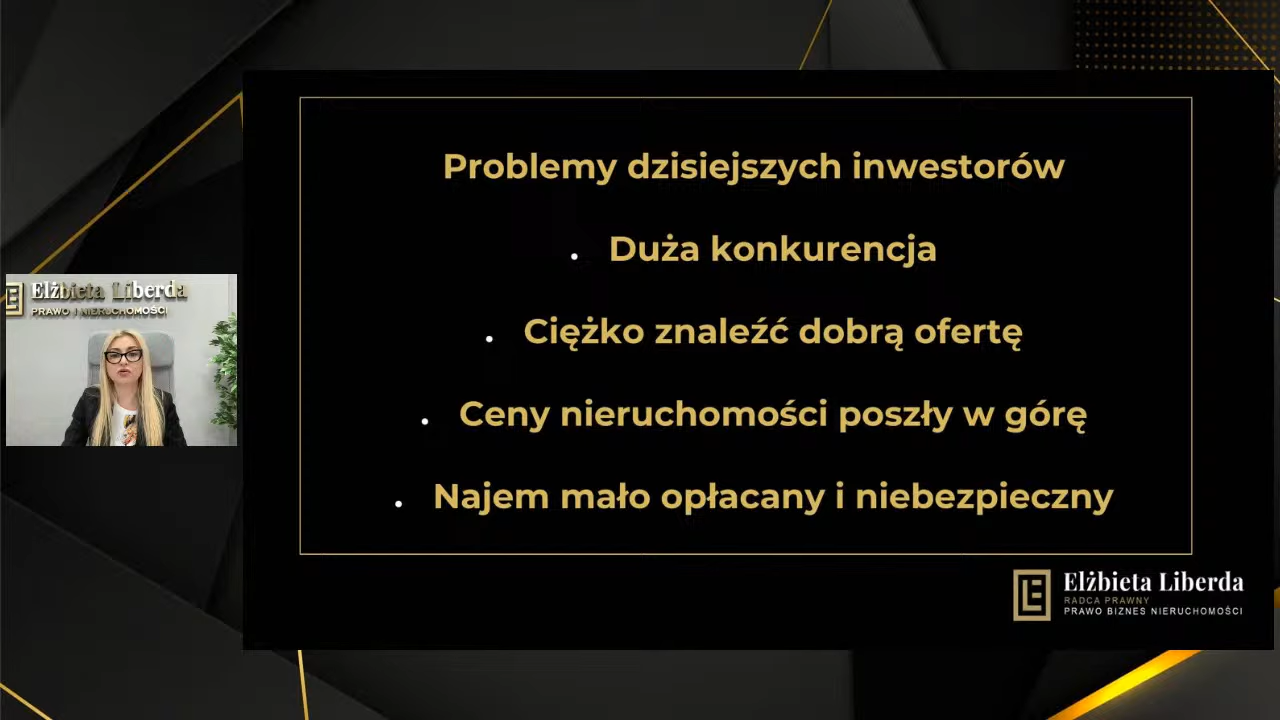 Elżbieta Liberda
PRAWO I NIERUCHOMOŚCI
Problemy dzisiejszych inwestorów
Duża konkurencja
Ciężko znaleźć dobrą ofertę
Ceny nieruchomości poszły w górę
Najem mało opłacany i niebezpieczny
Elżbieta Liberda
RADCA PRAWNY
PRAWO BIZNES NIERUCHOMOŚCI